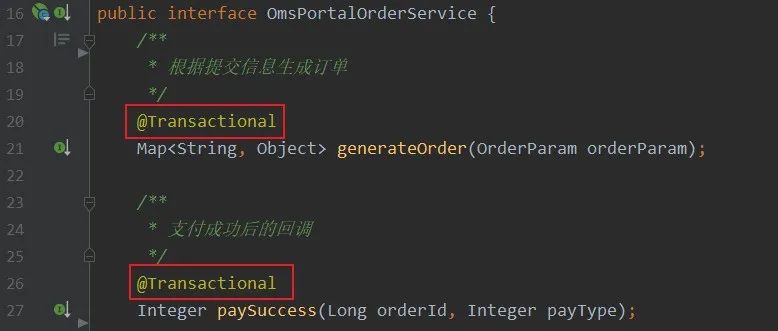 16 public interface OmsPortalOrderService {
17 /**
18 * 根据提交信息生成订单
19 */
20 @Transactional
21 Map<String, Object> generateOrder(OrderParam orderParam);
22
23 /**
24 * 支付成功后的回调
25 */
26 @Transactional
27 Integer paySuccess(Long orderId, Integer payType);